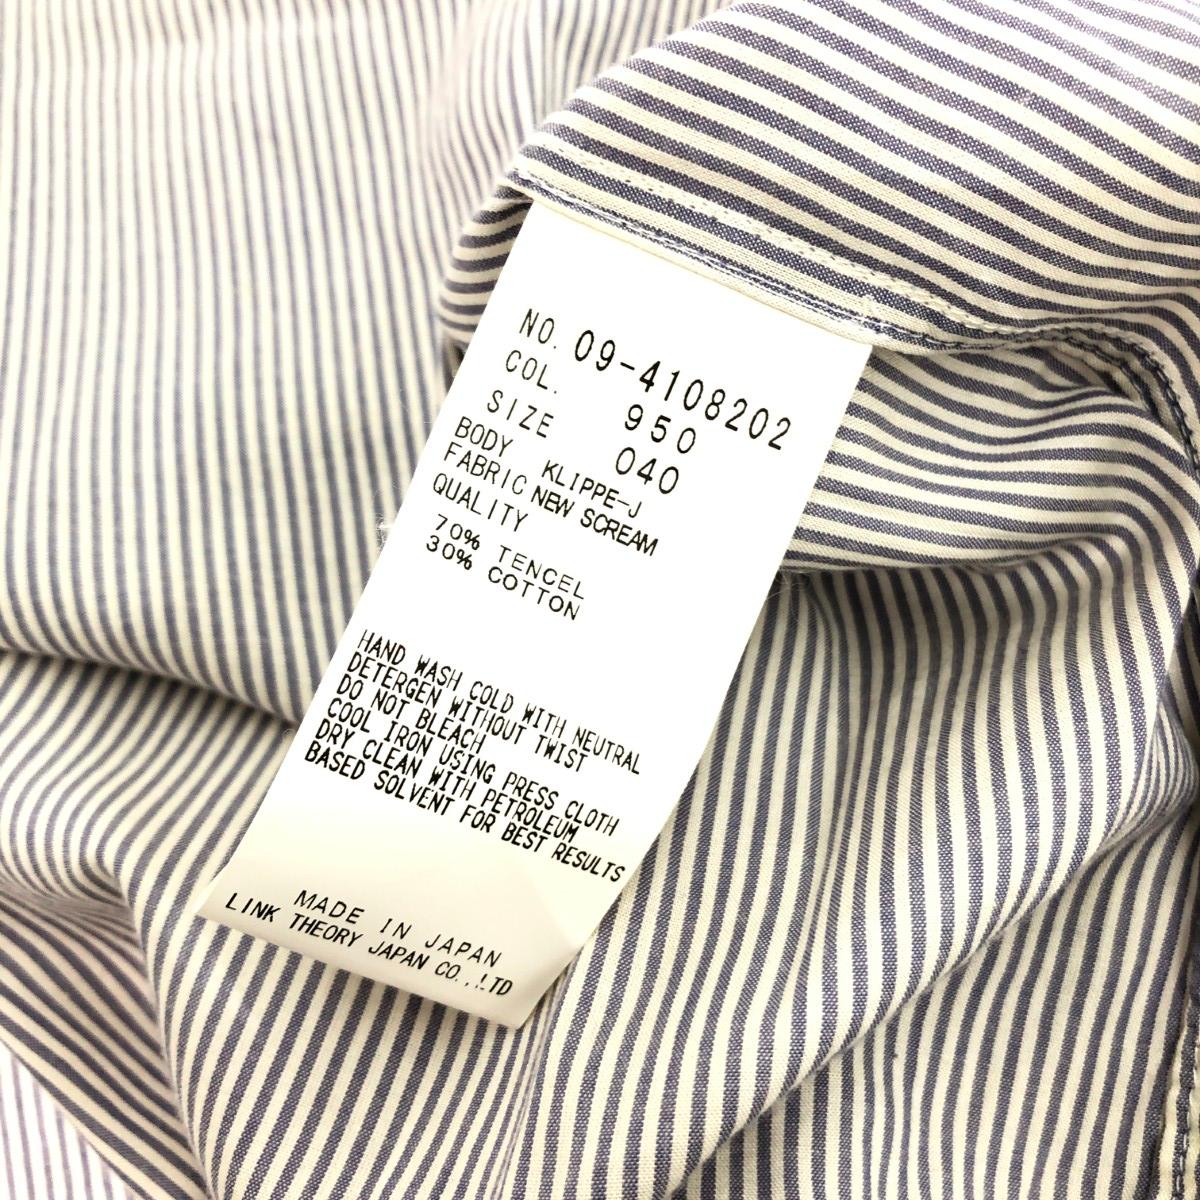 NO. 09-4108202
COL. 950
SIZE 040
BODY KLIPPE-J
FABRIC NEW SCREAM
QUALITY
70% TENCEL
30% COTTON
HAND WASH COLD WITH NEUTRAL
DETERGEN WITHOUT TWIST
DO NOT BLEACH
COOL IRON USING PRESS CLOTH
DRY CLEAN WITH PETROLEUM
BASED SOLVENT FOR BEST RESULTS
MADE IN JAPAN
LINK THEORY JAPAN CO.,LTD